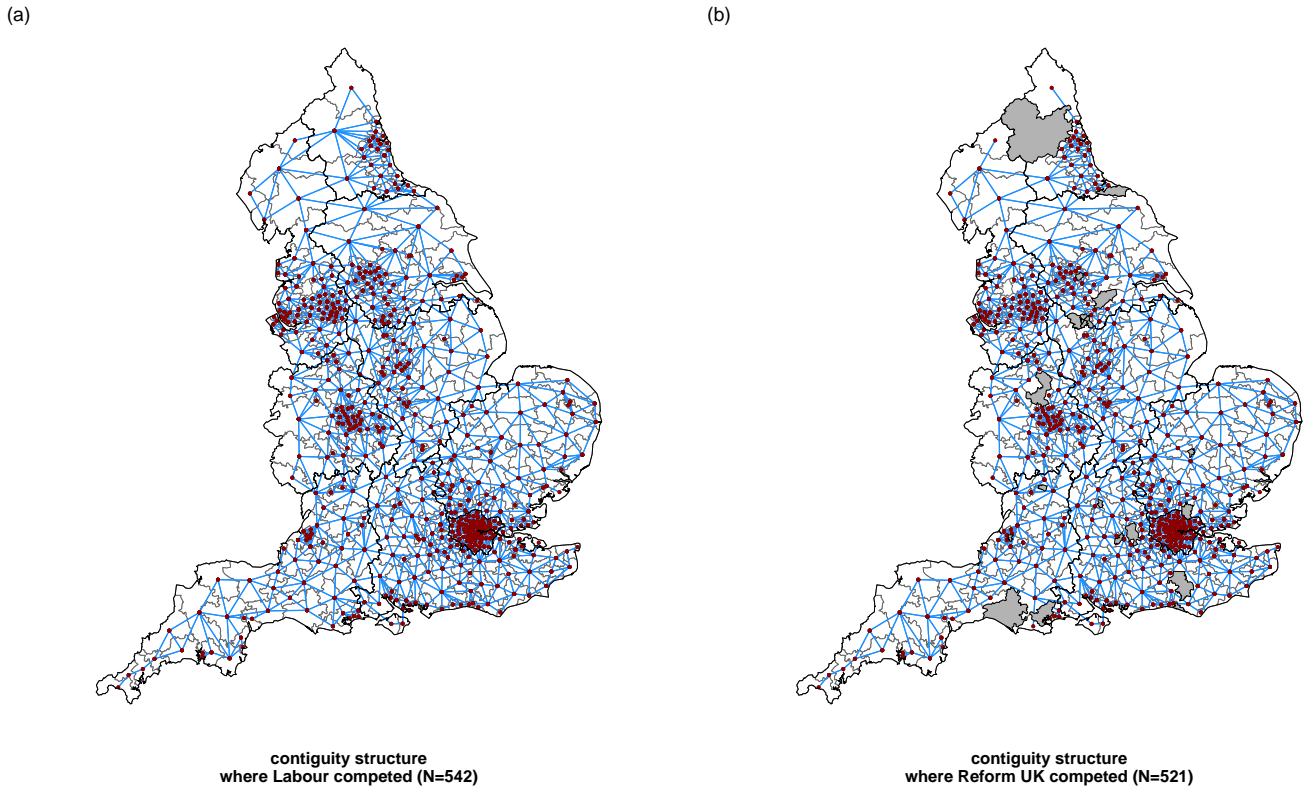 (a)
(b)
contiguity structure
where Labour competed (N=542)
contiguity structure
where Reform UK competed (N=521)